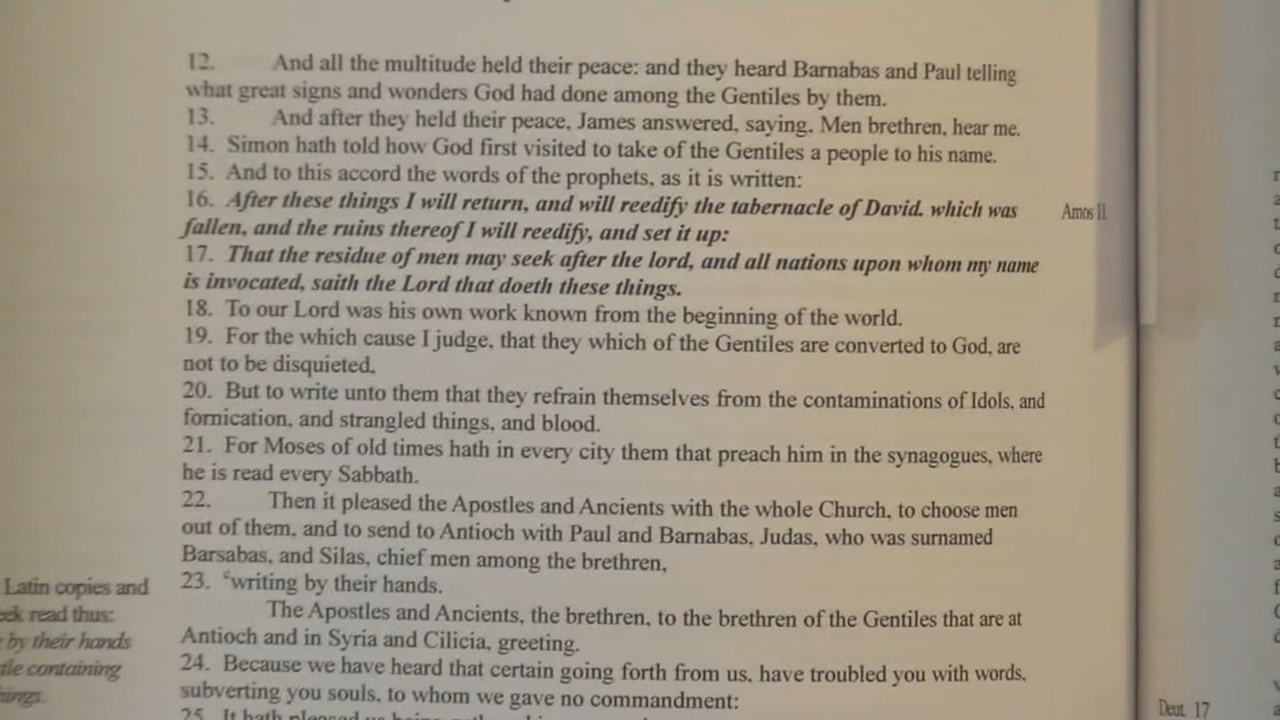 12. And all the multitude held their peace: and they heard Barnabas and Paul telling
what great signs and wonders God had done among the Gentiles by them.
13. And after they held their peace, James answered, saying, Men brethren, hear me.
14. Simon hath told how God first visited to take of the Gentiles a people to his name.
15. And to this accord the words of the prophets, as it is written:
16. After these things I will return, and will reedify the tabernacle of David. which was
fallen, and the ruins thereof I will reedify, and set it up:
Amos 11.
17. That the residue of men may seek after the lord, and all nations upon whom my name
is invocated, saith the Lord that doeth these things.
18. To our Lord was his own work known from the beginning of the world.
19. For the which cause I judge, that they which of the Gentiles are converted to God, are
not to be disquieted,
20. But to write unto them that they refrain themselves from the contaminations of Idols, and
fornication, and strangled things, and blood.
21. For Moses of old times hath in every city them that preach him in the synagogues, where
he is read every Sabbath.
22. Then it pleased the Apostles and Ancients with the whole Church, to choose men
out of them, and to send to Antioch with Paul and Barnabas, Judas, who was surnamed
Barsabas, and Silas, chief men among the brethren,
23. ᶜwriting by their hands.
The Apostles and Ancients, the brethren, to the brethren of the Gentiles that are at
Antioch and in Syria and Cilicia, greeting.
24. Because we have heard that certain going forth from us, have troubled you with words,
subverting you souls, to whom we gave no commandment:
25. It hath pleased us
Latin copies and
read thus:
by their hands
containing
Deut. 17